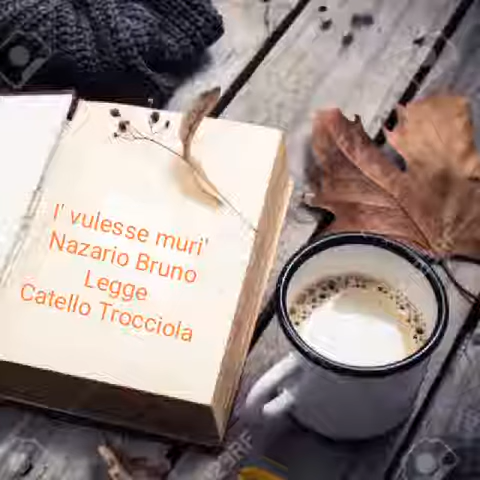 I' vulesse muri'
Nazario Bruno
Legge
Catello Trocciola